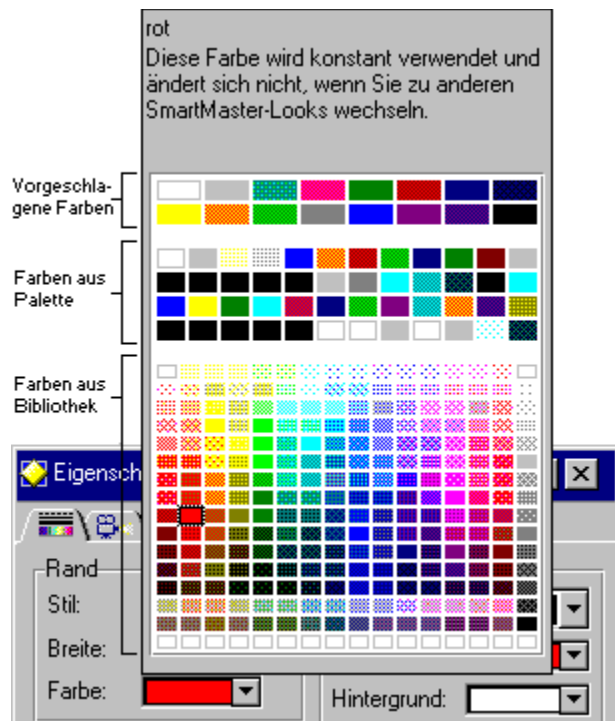 rot
Diese Farbe wird konstant verwendet und
ändert sich nicht, wenn Sie zu anderen
SmartMaster-Looks wechseln.
Vorgeschla-
gene Farben
Farben aus
Palette
Farben aus
Bibliothek
Eigensch
Rand
Stil:
Breite:
Farbe:
Hintergrund: